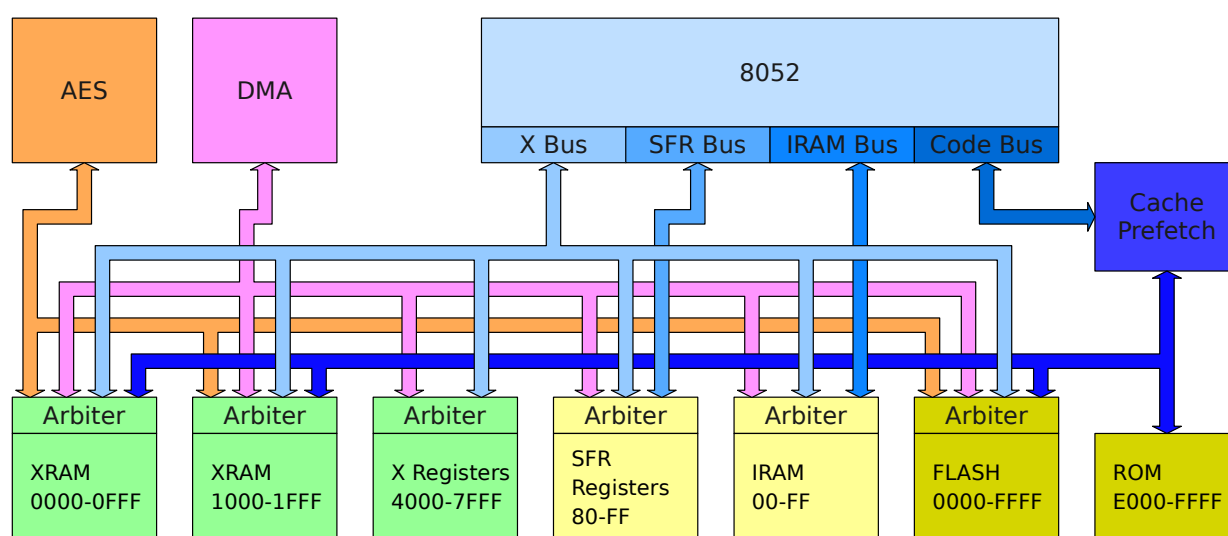 AES
DMA
8052
X Bus
SFR Bus
IRAM Bus
Code Bus
Cache
Prefetch
Arbiter
XRAM
0000-0FFF
Arbiter
XRAM
1000-1FFF
Arbiter
X Registers
4000-7FFF
Arbiter
SFR
Registers
80-FF
Arbiter
IRAM
00-FF
Arbiter
FLASH
0000-FFFF
ROM
E000-FFFF